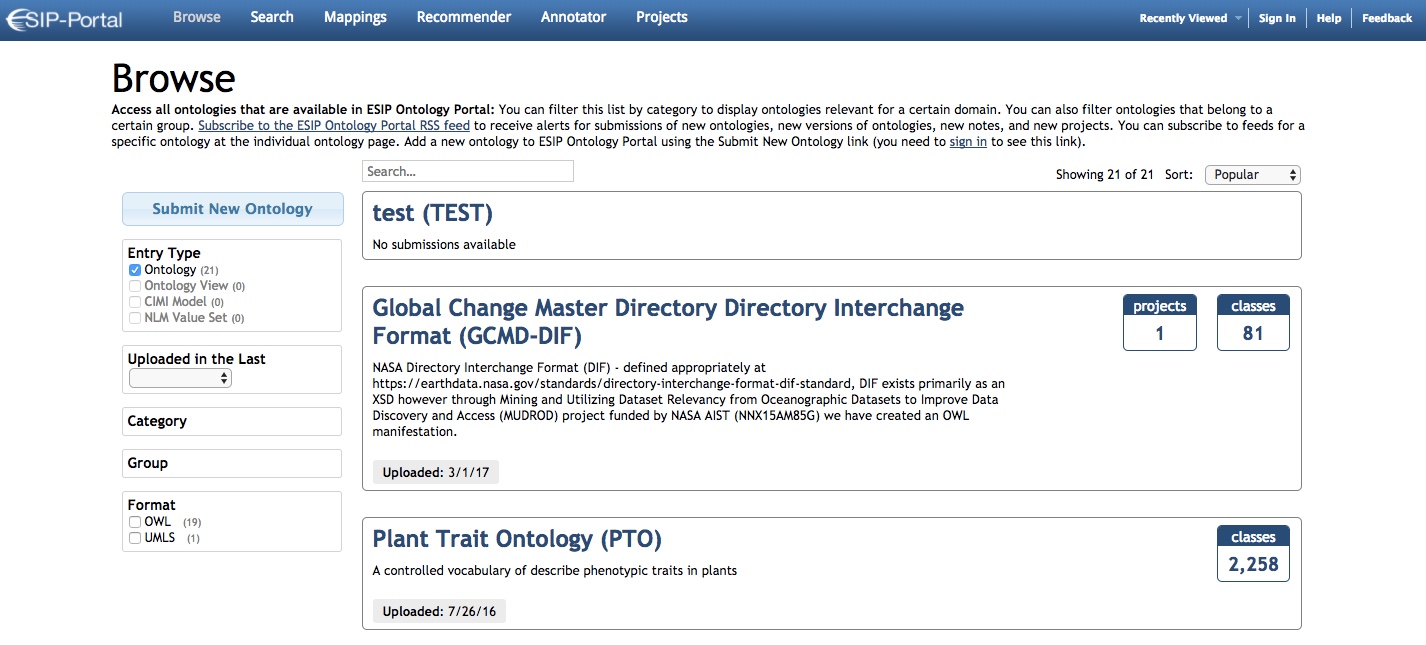 ESIP-Portal Browse Search Mappings Recommender Annotator Projects Recently Viewed Sign In Help Feedback
Browse
Access all ontologies that are available in ESIP Ontology Portal: You can filter this list by category to display ontologies relevant for a certain domain. You can also filter ontologies that belong to a
certain group. Subscribe to the ESIP Ontology Portal RSS feed to receive alerts for submissions of new ontologies, new versions of ontologies, new notes, and new projects. You can subscribe to feeds for a
specific ontology at the individual ontology page. Add a new ontology to ESIP Ontology Portal using the Submit New Ontology link (you need to sign in to see this link).
Search...
Showing 21 of 21 Sort: Popular
Submit New Ontology
Entry Type
Ontology (21)
Ontology View (0)
CIMI Model (0)
NLM Value Set (0)
Uploaded in the Last
Category
Group
Format
OWL (19)
UMLS (1)
test (TEST)
No submissions available
Global Change Master Directory Directory Interchange
Format (GCMD-DIF)
projects
1
classes
81
NASA Directory Interchange Format (DIF) - defined appropriately at
https://earthdata.nasa.gov/standards/directory-interchange-format-dif-standard, DIF exists primarily as an
XSD however through Mining and Utilizing Dataset Relevancy from Oceanographic Datasets to Improve Data
Discovery and Access (MUDROD) project funded by NASA AIST (NNX15AM85G) we have created an OWL
manifestation.
Uploaded: 3/1/17
Plant Trait Ontology (PTO)
classes
2,258
A controlled vocabulary of describe phenotypic traits in plants
Uploaded: 7/26/16